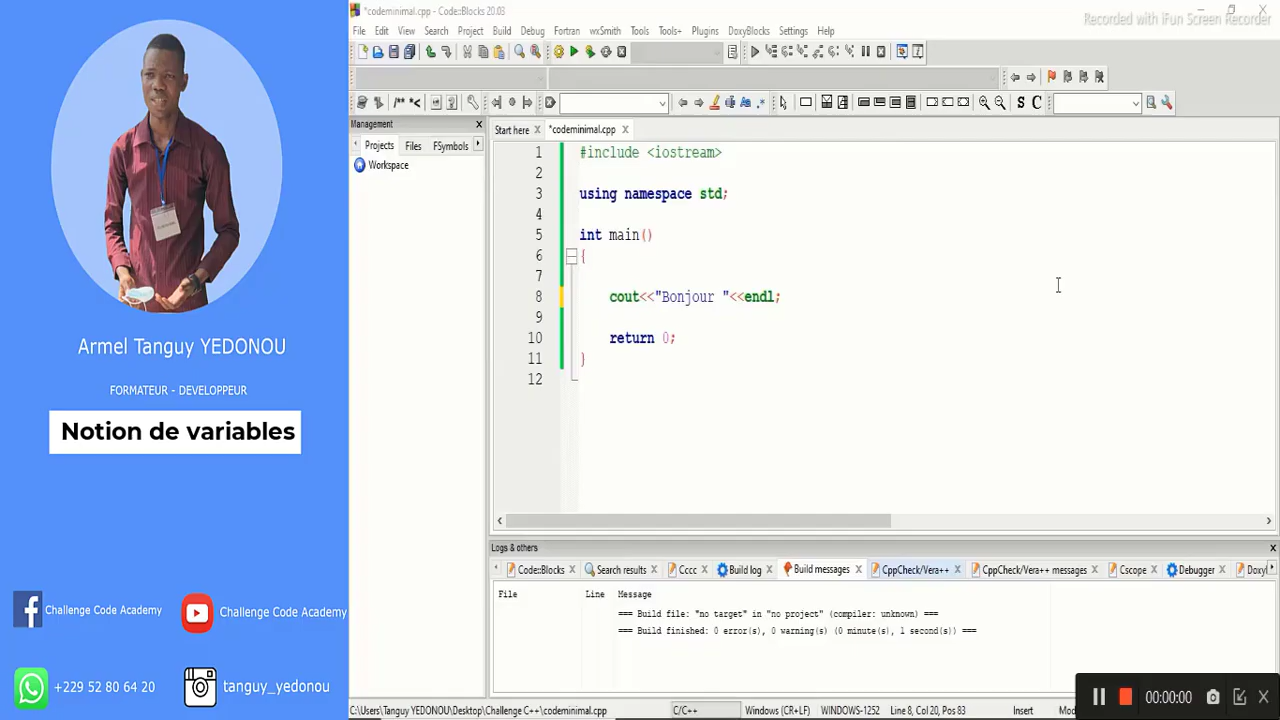 *codeminimal.cpp - Code::Blocks 20.03
Recorded with iFun Screen Recorder
File Edit View Search Project Build Debug Fortran wxSmith Tools Tools+ Plugins DoxyBlocks Settings Help
/** *<
S C
Management
Projects Files FSymbols
Workspace
Start here *codeminimal.cpp
1 #include <iostream>
2
3 using namespace std;
4
5 int main()
6 {
7
8 cout<<"Bonjour "<<endl;
9
10 return 0;
11 }
12
Armel Tanguy YEDONOU
FORMATEUR - DEVELOPPEUR
Notion de variables
Challenge Code Academy
Challenge Code Academy
+229 52 80 64 20
tanguy_yedonou
Logs & others
Code::Blocks Search results Cccc Build log Build messages CppCheck/Vera++ CppCheck/Vera++ messages Cscope Debugger Doxy
File Line Message
=== Build file: "no target" in "no project" (compiler: unknown) ===
=== Build finished: 0 error(s), 0 warning(s) (0 minute(s), 1 second(s)) ===
00:00:00
C:\Users\Tanguy YEDONOU\Desktop\Challenge C++\codeminimal.cpp C/C++ Windows (CR+LF) WINDOWS-1252 Line 8, Col 20, Pos 83 Insert Mod